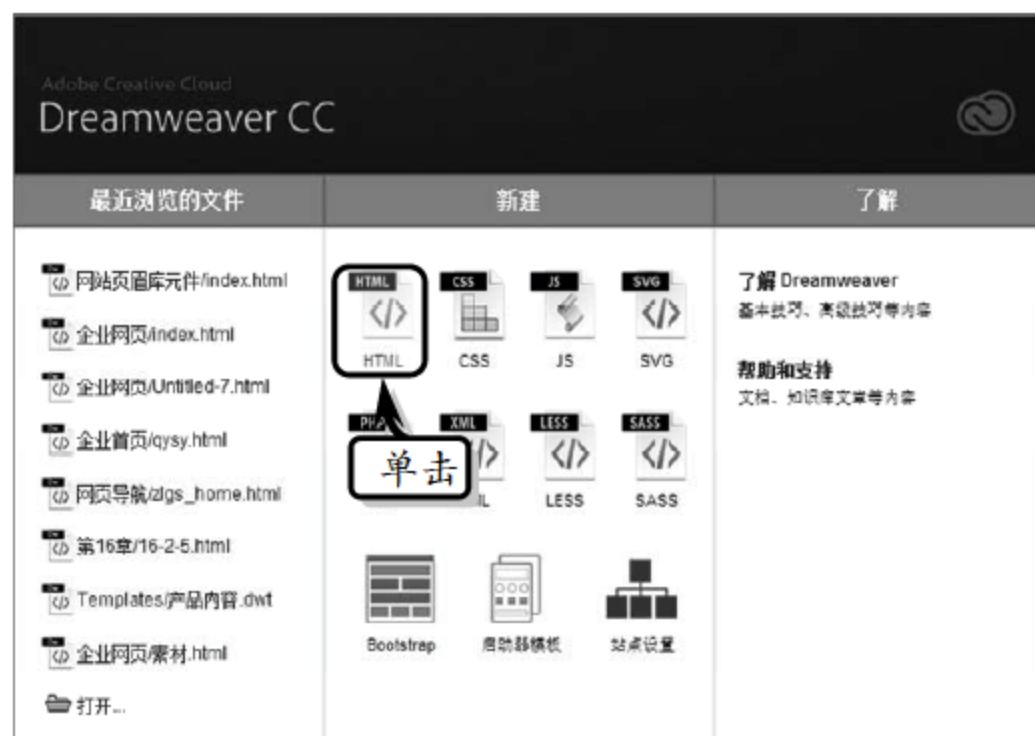 Adobe Creative Cloud
Dreamweaver CC
最近浏览的文件
网站页眉库元件/index.html
企业网页/index.html
企业网页/Untitled-7.html
企业首页/qysy.html
网页导航/zlgs_home.html
第16章/16-2-5.html
Templates/产品内容.dwt
企业网页/素材.html
打开...
新建
HTML CSS JS SVG
HTML CSS JS SVG
XML LESS SASS
单击
LESS SASS
Bootstrap 启动器模板 站点设置
了解
了解 Dreamweaver
基本技巧、高级技巧等内容
帮助和支持
文档、知识库文章等内容